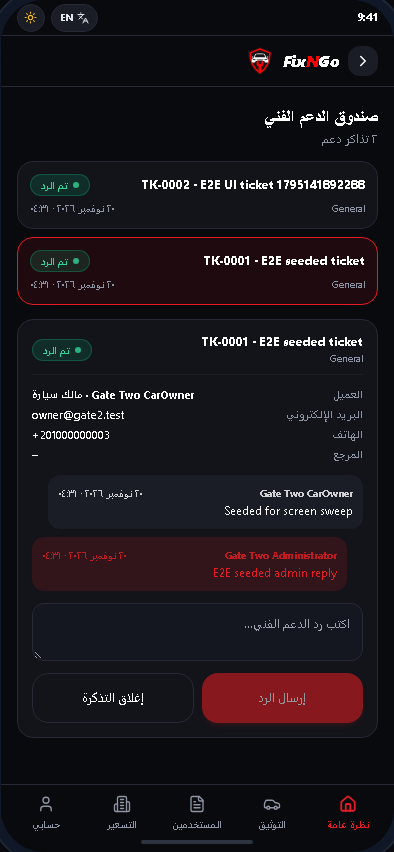 9:41
EN
FixNGo
صندوق الدعم الفني
٢ تذاكر دعم
TK-0002 - E2E UI ticket 1795141892288
تم الرد
General
٢٠ نوفمبر ٢٠٢٦، ٠٤:٣١
TK-0001 - E2E seeded ticket
تم الرد
General
٢٠ نوفمبر ٢٠٢٦، ٠٤:٣١
TK-0001 - E2E seeded ticket
تم الرد
General
العميل
Gate Two CarOwner · مالك سيارة
البريد الإلكتروني
owner@gate2.test
الهاتف
+201000000003
المرجع
—
Gate Two CarOwner
٢٠ نوفمبر ٢٠٢٦، ٠٤:٣١
Seeded for screen sweep
Gate Two Administrator
٢٠ نوفمبر ٢٠٢٦، ٠٤:٣١
E2E seeded admin reply
اكتب رد الدعم الفني...
إرسال الرد
إغلاق التذكرة
نظرة عامة
التوثيق
المستخدمين
التسعير
حسابي